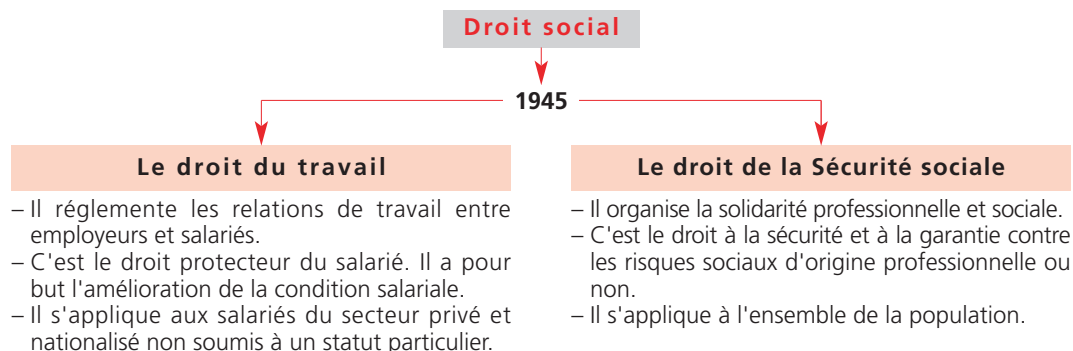 Droit social
1945
Le droit du travail
– Il réglemente les relations de travail entre
employeurs et salariés.
– C'est le droit protecteur du salarié. Il a pour
but l'amélioration de la condition salariale.
– Il s'applique aux salariés du secteur privé et
nationalisé non soumis à un statut particulier.
Le droit de la Sécurité sociale
– Il organise la solidarité professionnelle et sociale.
– C'est le droit à la sécurité et à la garantie contre
les risques sociaux d'origine professionnelle ou
non.
– Il s'applique à l'ensemble de la population.